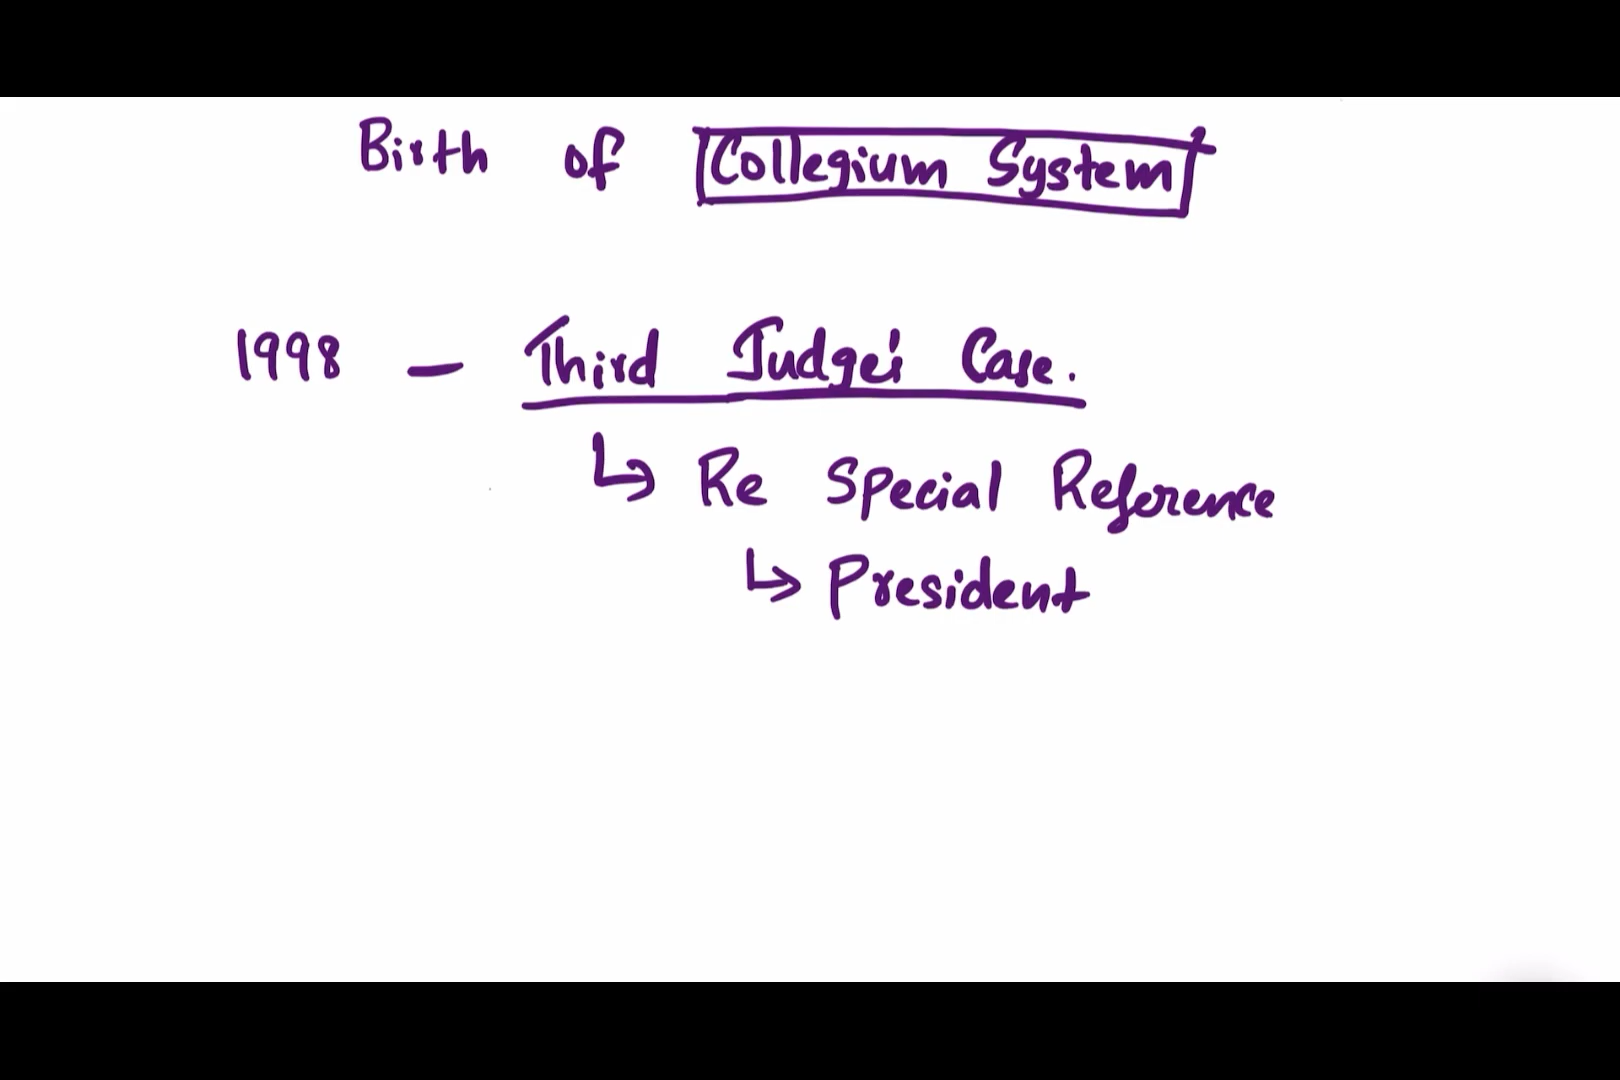 Birth of Collegium System
1998 - Third Judge's Case.
↳ Re Special Reference
↳ President